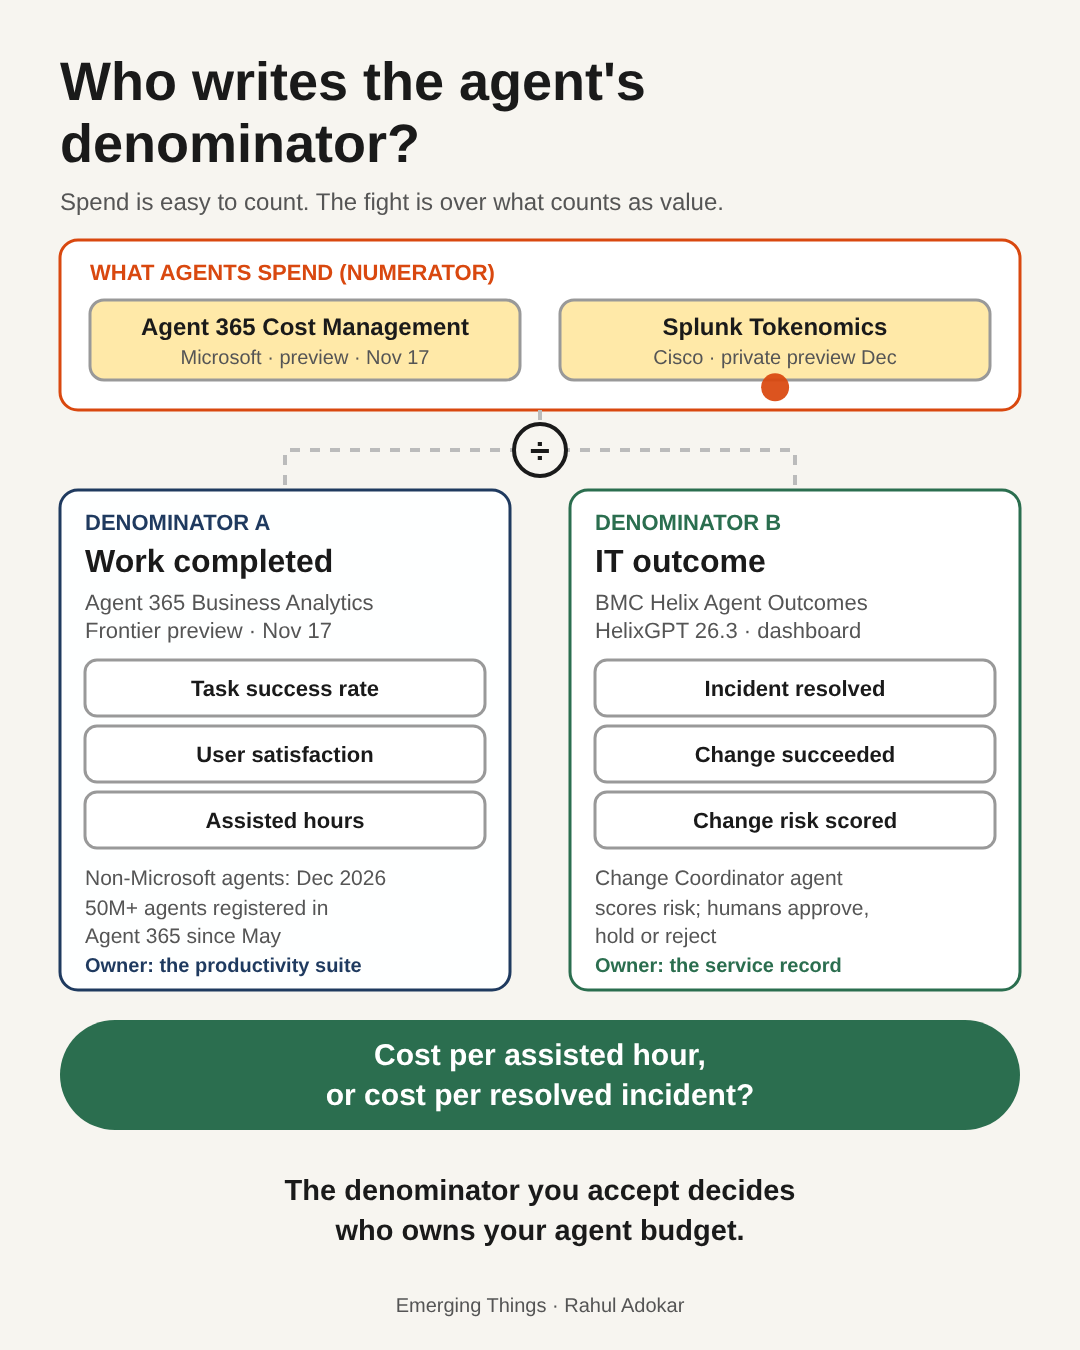 Who writes the agent's
denominator?
Spend is easy to count. The fight is over what counts as value.
WHAT AGENTS SPEND (NUMERATOR)
Agent 365 Cost Management
Microsoft · preview · Nov 17
Splunk Tokenomics
Cisco · private preview Dec
÷
DENOMINATOR A
Work completed
Agent 365 Business Analytics
Frontier preview · Nov 17
Task success rate
User satisfaction
Assisted hours
Non-Microsoft agents: Dec 2026
50M+ agents registered in
Agent 365 since May
Owner: the productivity suite
DENOMINATOR B
IT outcome
BMC Helix Agent Outcomes
HelixGPT 26.3 · dashboard
Incident resolved
Change succeeded
Change risk scored
Change Coordinator agent
scores risk; humans approve,
hold or reject
Owner: the service record
Cost per assisted hour,
or cost per resolved incident?
The denominator you accept decides
who owns your agent budget.
Emerging Things · Rahul Adokar